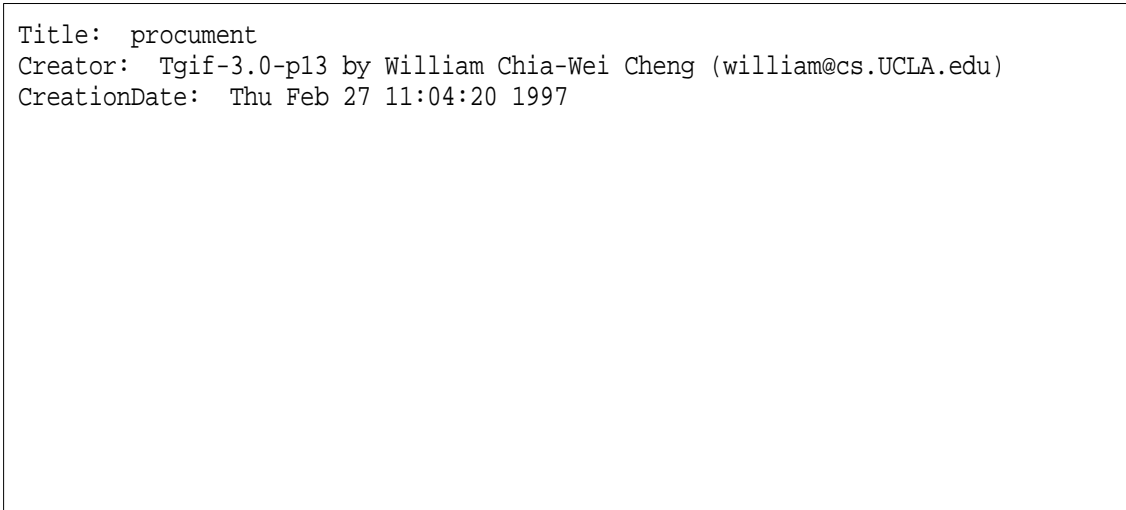 Title: procument
Creator: Tgif-3.0-p13 by William Chia-Wei Cheng (william@cs.UCLA.edu)
CreationDate: Thu Feb 27 11:04:20 1997